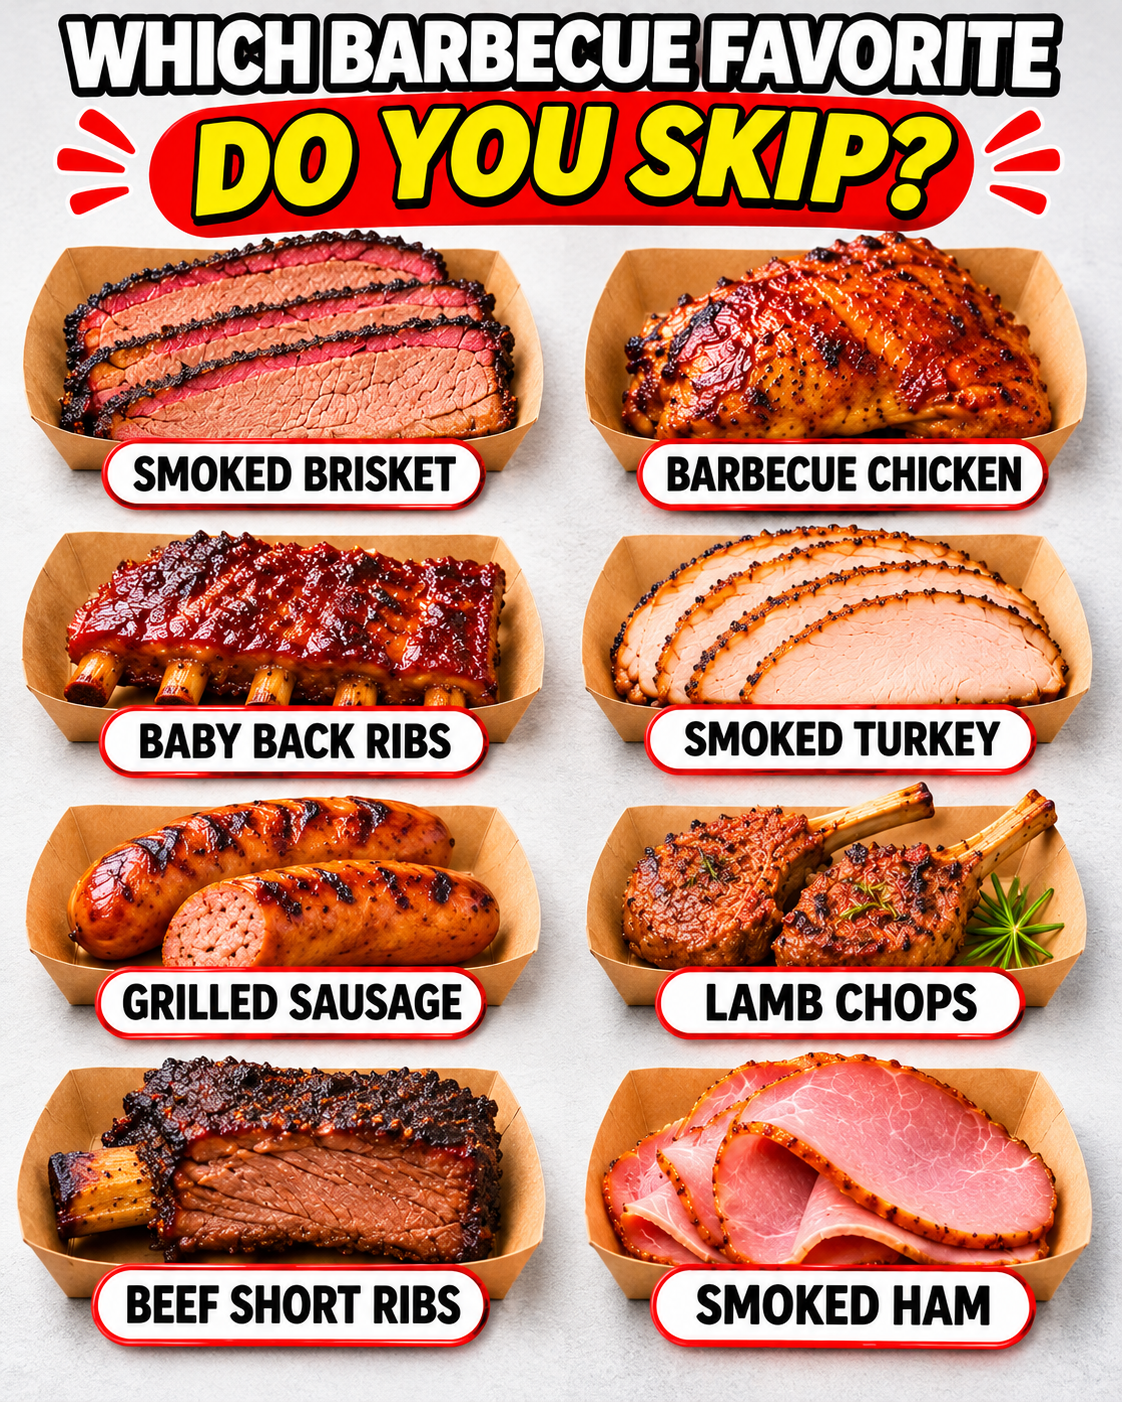 WHICH BARBECUE FAVORITE
DO YOU SKIP?
SMOKED BRISKET
BARBECUE CHICKEN
BABY BACK RIBS
SMOKED TURKEY
GRILLED SAUSAGE
LAMB CHOPS
BEEF SHORT RIBS
SMOKED HAM